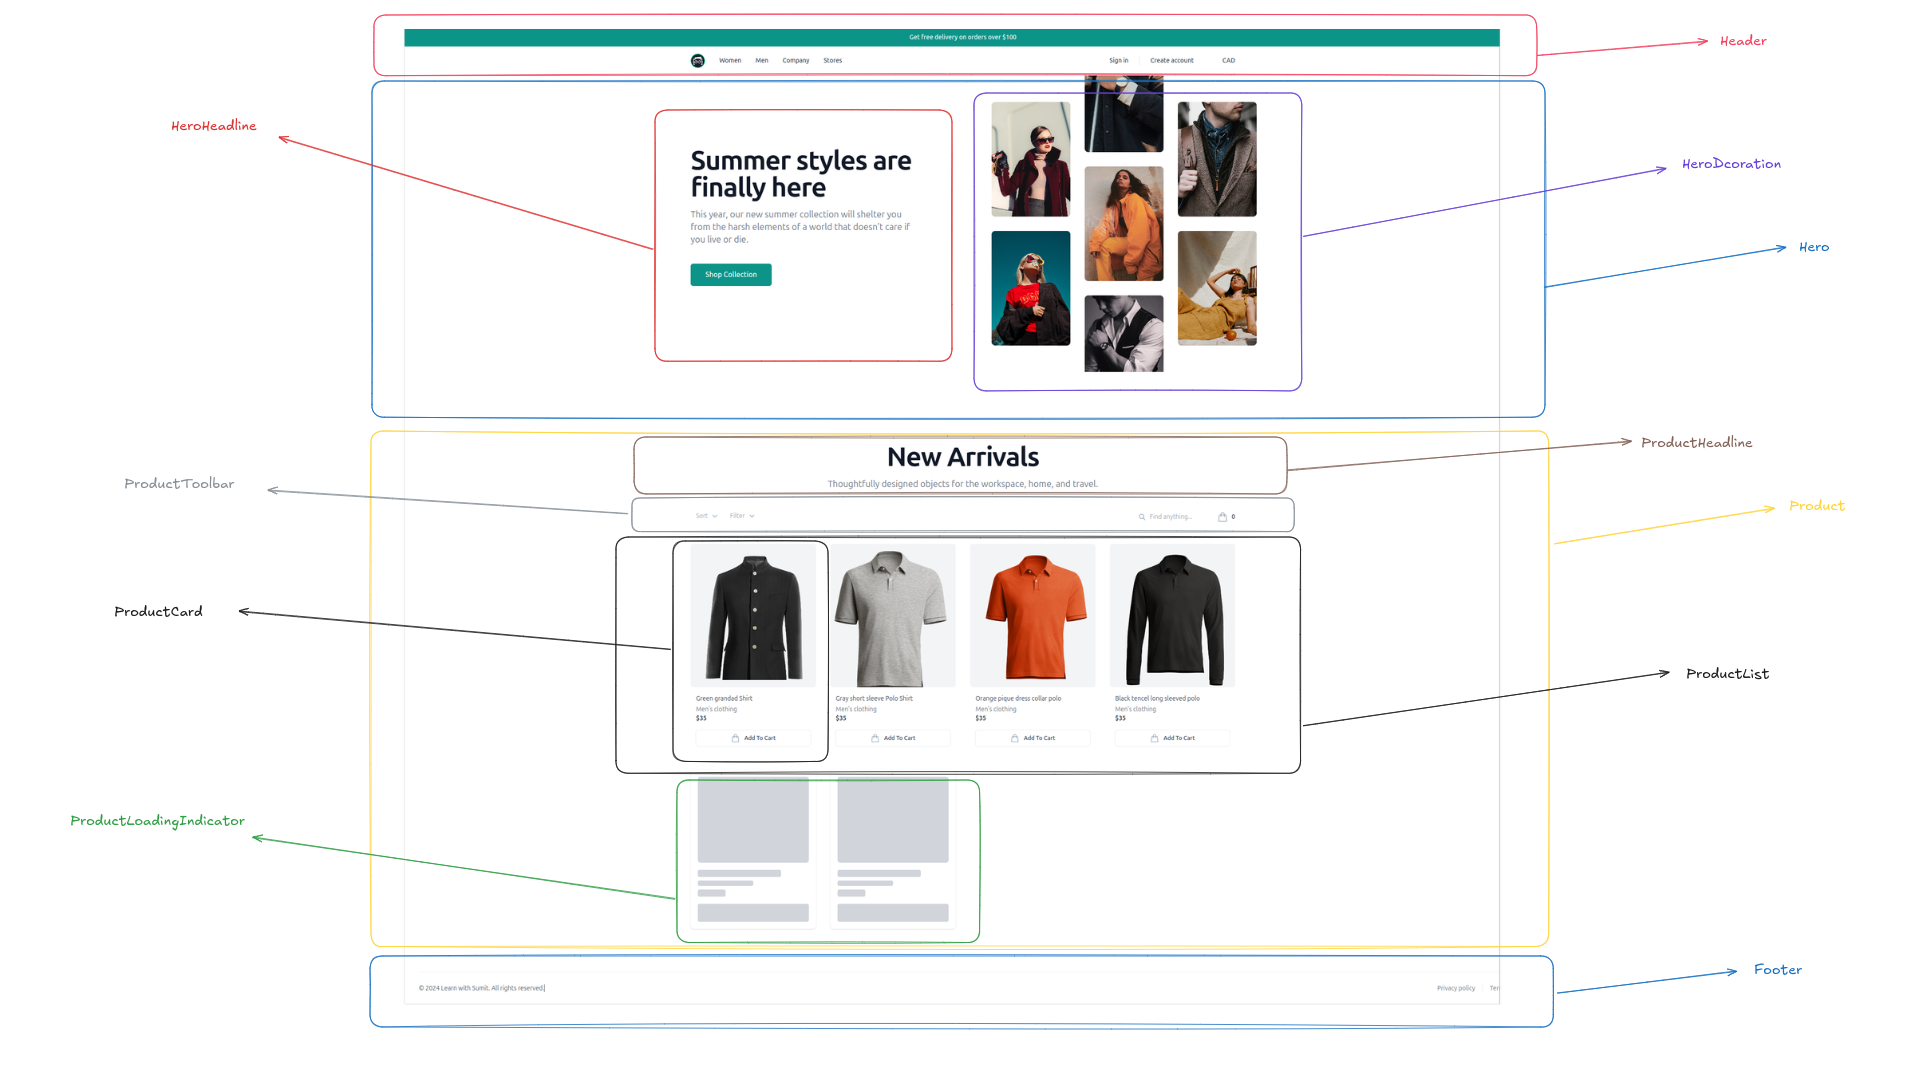 Get free delivery on orders over $100
Header
Women Men Company Stores Sign in Create account CAD
HeroHeadline
HeroDcoration
Summer styles are
finally here
This year, our new summer collection will shelter you
from the harsh elements of a world that doesn't care if
you live or die.
Shop Collection
Hero
New Arrivals
Thoughtfully designed objects for the workspace, home, and travel.
ProductHeadline
ProductToolbar
Sort Filter Find anything... 0
Product
ProductCard
ProductList
Green grandad Shirt
Men's clothing
$35
Add To Cart
Gray short sleeve Polo Shirt
Men's clothing
$35
Add To Cart
Orange pique dress collar polo
Men's clothing
$35
Add To Cart
Black tencel long sleeved polo
Men's clothing
$35
Add To Cart
ProductLoadingIndicator
Footer
© 2024 Learn with Sumit. All rights reserved. Privacy policy